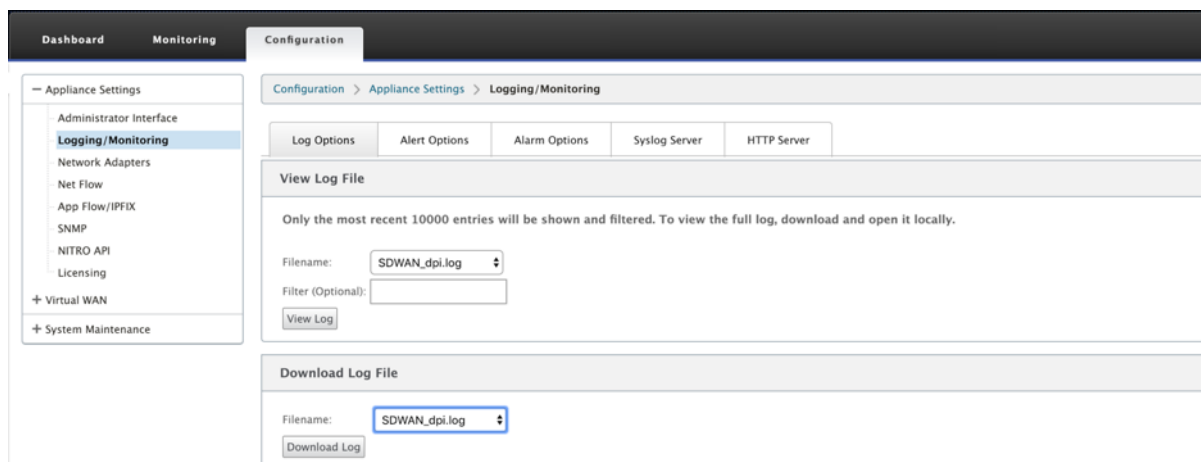 Dashboard Monitoring Configuration
— Appliance Settings
Administrator Interface
Logging/Monitoring
Network Adapters
Net Flow
App Flow/IPFIX
SNMP
NITRO API
Licensing
+ Virtual WAN
+ System Maintenance
Configuration > Appliance Settings > Logging/Monitoring
Log Options Alert Options Alarm Options Syslog Server HTTP Server
View Log File
Only the most recent 10000 entries will be shown and filtered. To view the full log, download and open it locally.
Filename: SDWAN_dpi.log
Filter (Optional):
View Log
Download Log File
Filename: SDWAN_dpi.log
Download Log